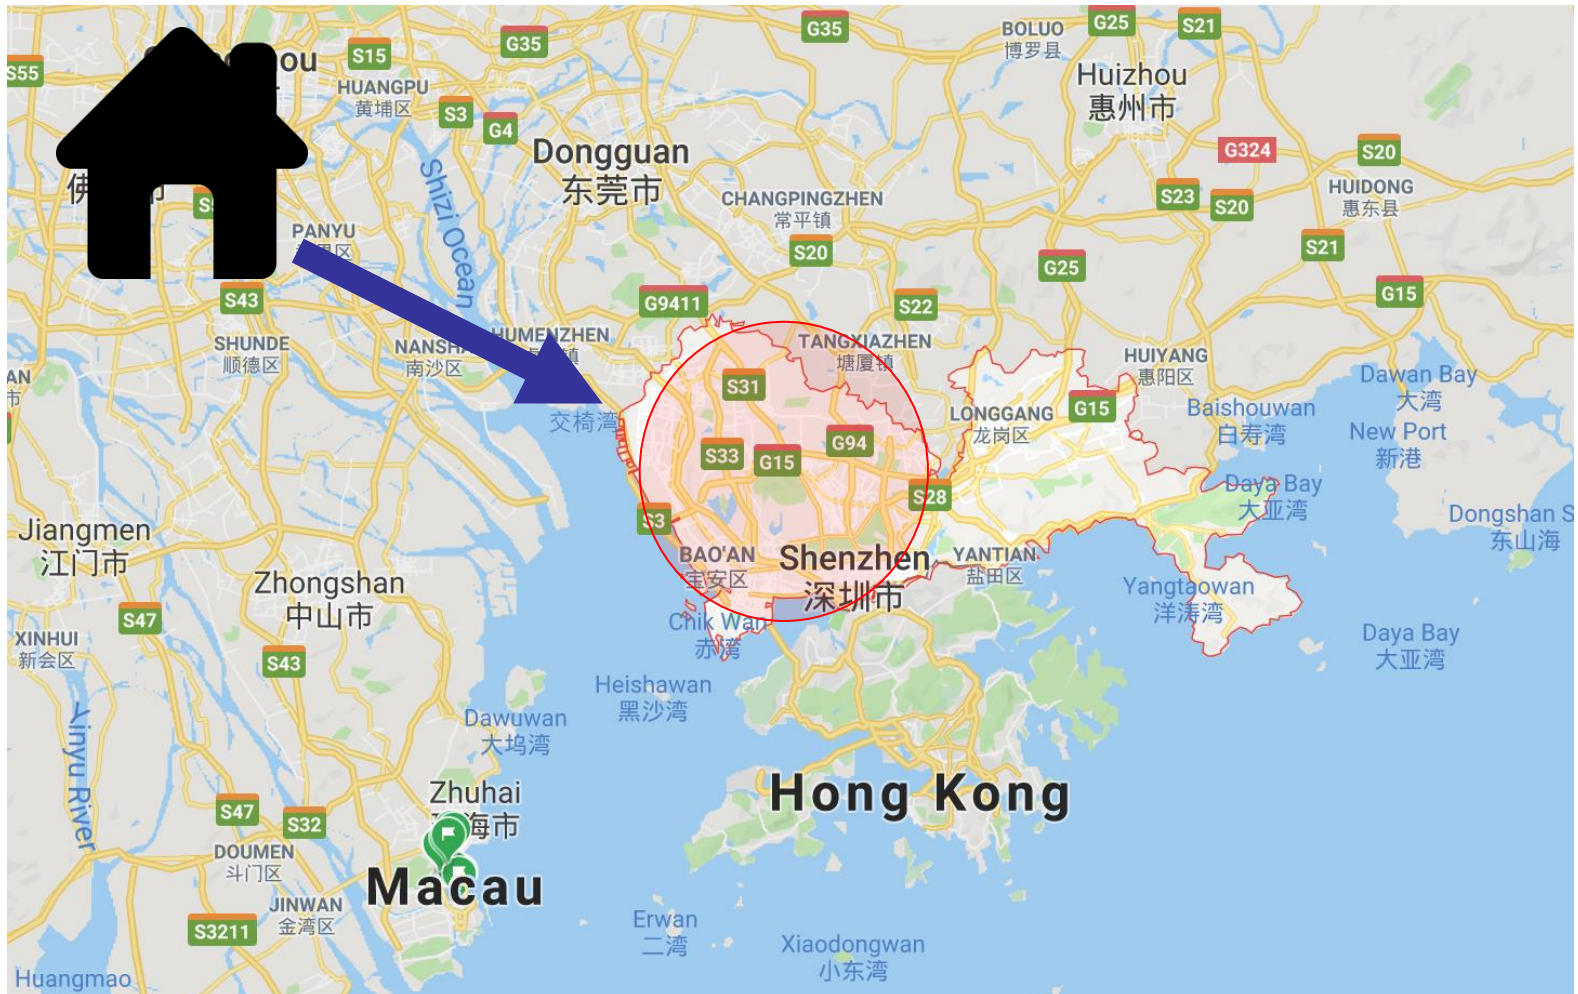 G35
G35
BOLUO
博罗县
G25
S21
S15
S55
HUANGPU
黄埔区
S3
G4
Huizhou
惠州市
Dongguan
东莞市
G324
S20
Shizi Ocean
CHANGPINGZHEN
常平镇
S23
S20
HUIDONG
惠东县
PANYU
S20
S21
G25
G15
S43
G9411
S22
SHUNDE
顺德区
南沙区
HUMENZHEN
TANGXIAZHEN
塘厦镇
HUIYANG
惠阳区
Dawan Bay
大湾
S31
交椅湾
LONGGANG
龙岗区
G15
Baishouwan
白寿湾
New Port
新港
S33
G15
G94
S28
Daya Bay
大亚湾
S3
Dongshan S
东山海
Jiangmen
江门市
BAO'AN
宝安区
Shenzhen
深圳市
YANTIAN
盐田区
Zhongshan
中山市
Yangtaowan
洋涛湾
S47
Chik Wan
赤湾
XINHUI
新会区
S43
Daya Bay
大亚湾
Heishawan
黑沙湾
Dawuwan
大坞湾
Yinyu River
Zhuhai
海市
Hong Kong
S47
S32
DOUMEN
斗门区
Macau
JINWAN
金湾区
S3211
Erwan
二湾
Xiaodongwan
小东湾
Huangmao